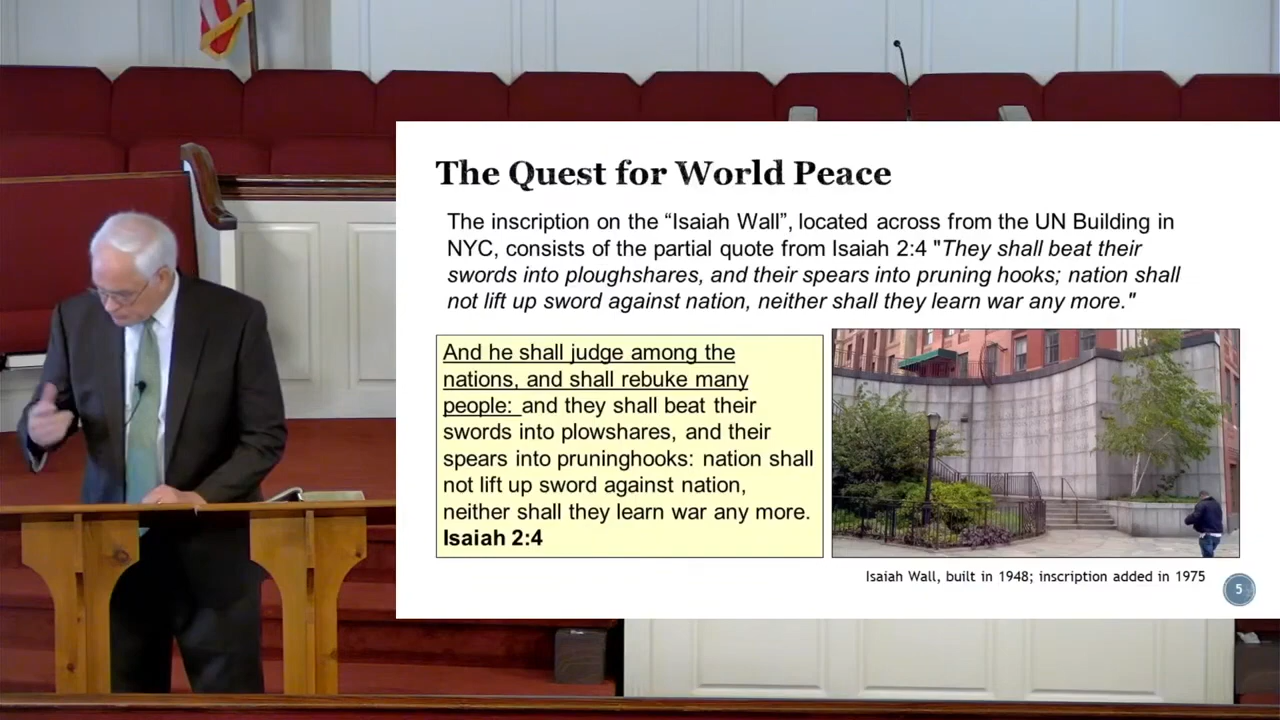 The Quest for World Peace
The inscription on the “Isaiah Wall”, located across from the UN Building in
NYC, consists of the partial quote from Isaiah 2:4 "They shall beat their
swords into ploughshares, and their spears into pruning hooks; nation shall
not lift up sword against nation, neither shall they learn war any more."
And he shall judge among the
nations, and shall rebuke many
people: and they shall beat their
swords into plowshares, and their
spears into pruninghooks: nation shall
not lift up sword against nation,
neither shall they learn war any more.
Isaiah 2:4
Isaiah Wall, built in 1948; inscription added in 1975
5